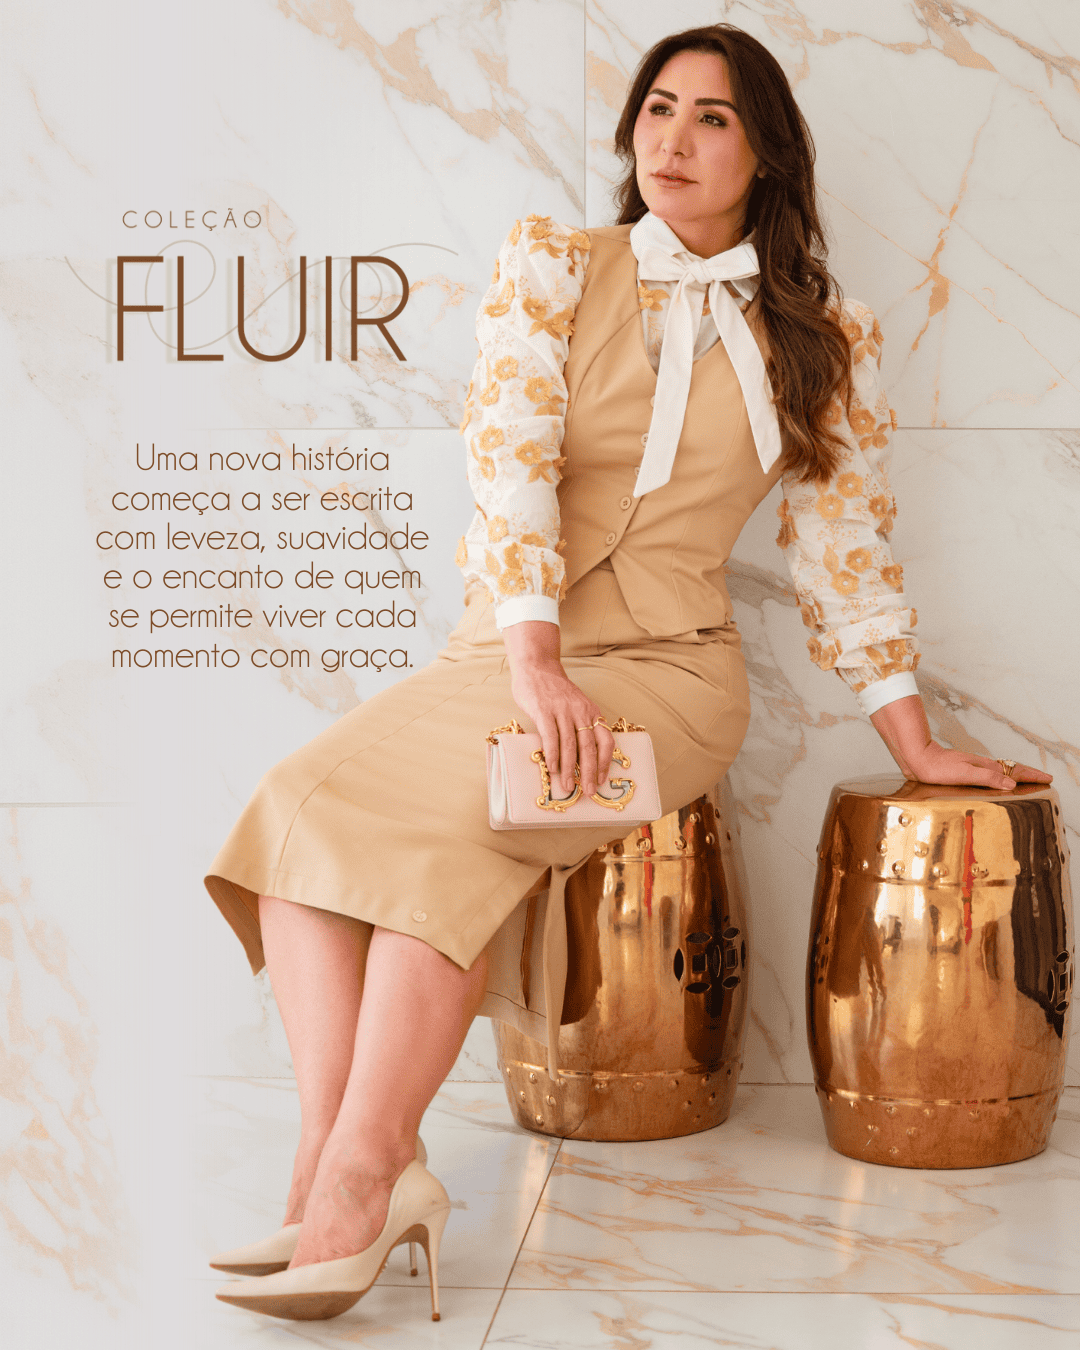 COLEÇÃO
FLUIR
Uma nova história
começa a ser escrita
com leveza, suavidade
e o encanto de quem
se permite viver cada
momento com graça.
DG